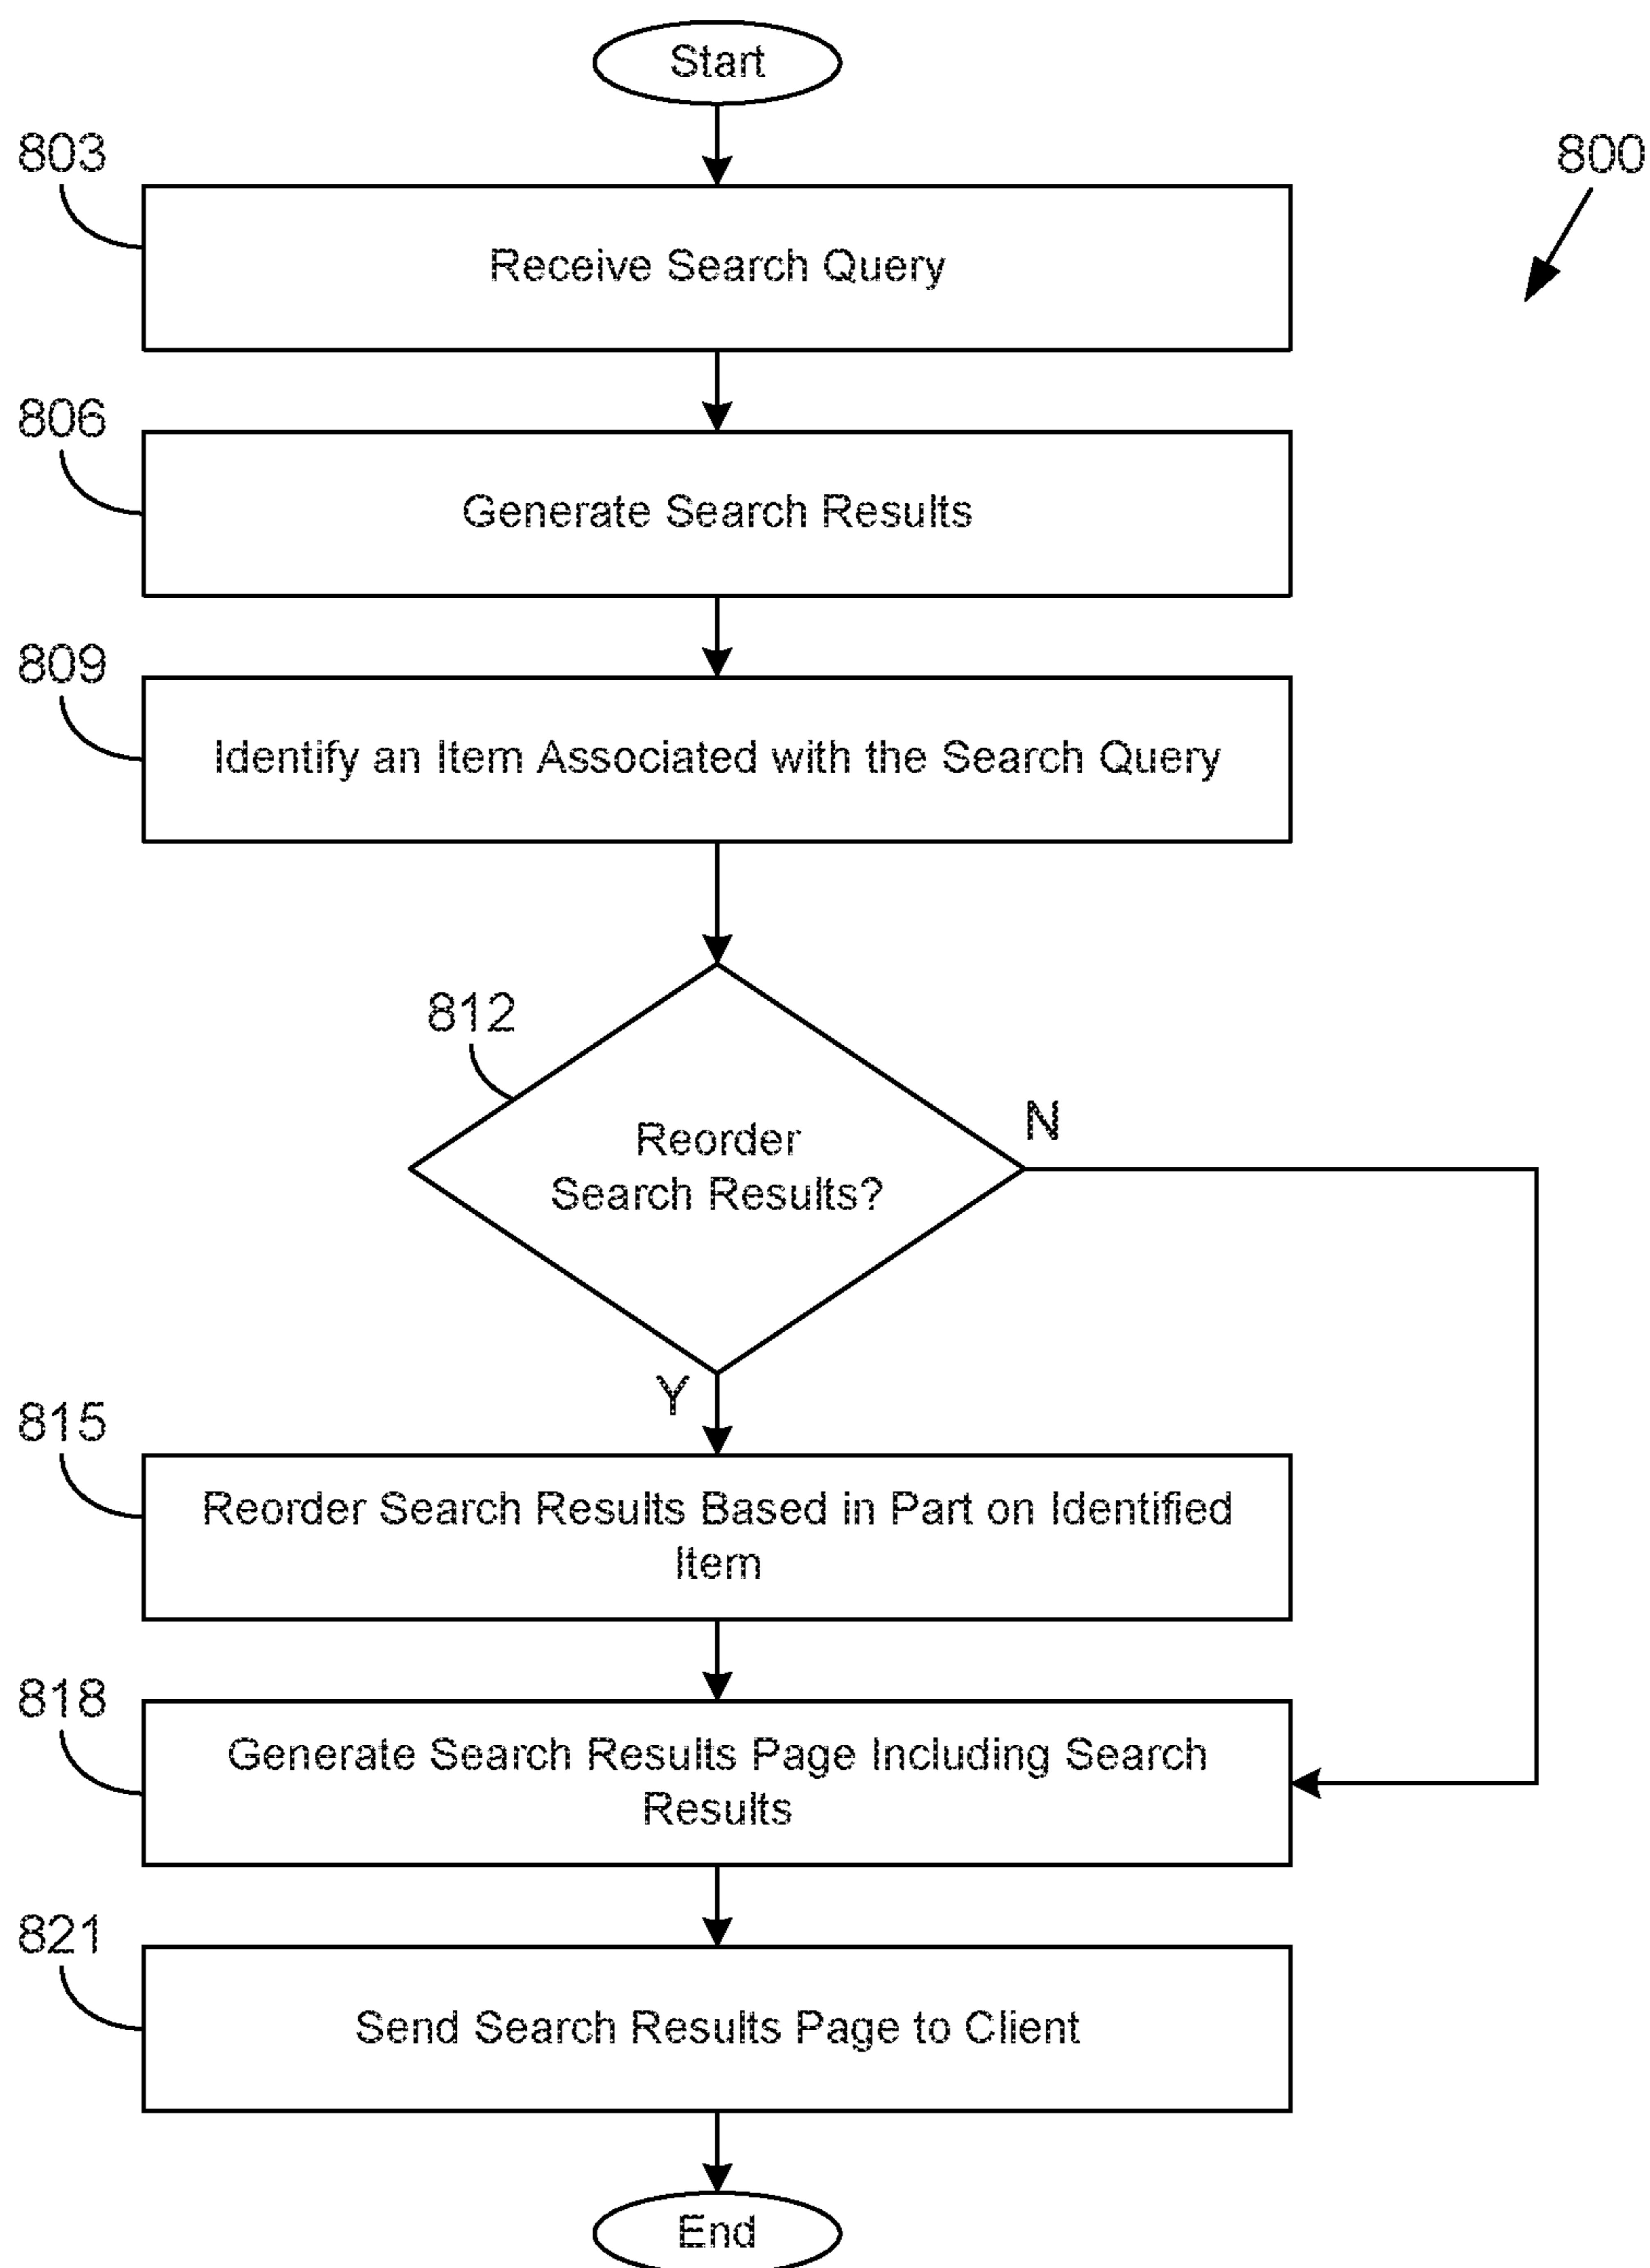 Start
803
800
Receive Search Query
806
Generate Search Results
809
Identify an Item Associated with the Search Query
812
Reorder
Search Results?
N
Y
815
Reorder Search Results Based in Part on Identified
Item
818
Generate Search Results Page Including Search
Results
821
Send Search Results Page to Client
End